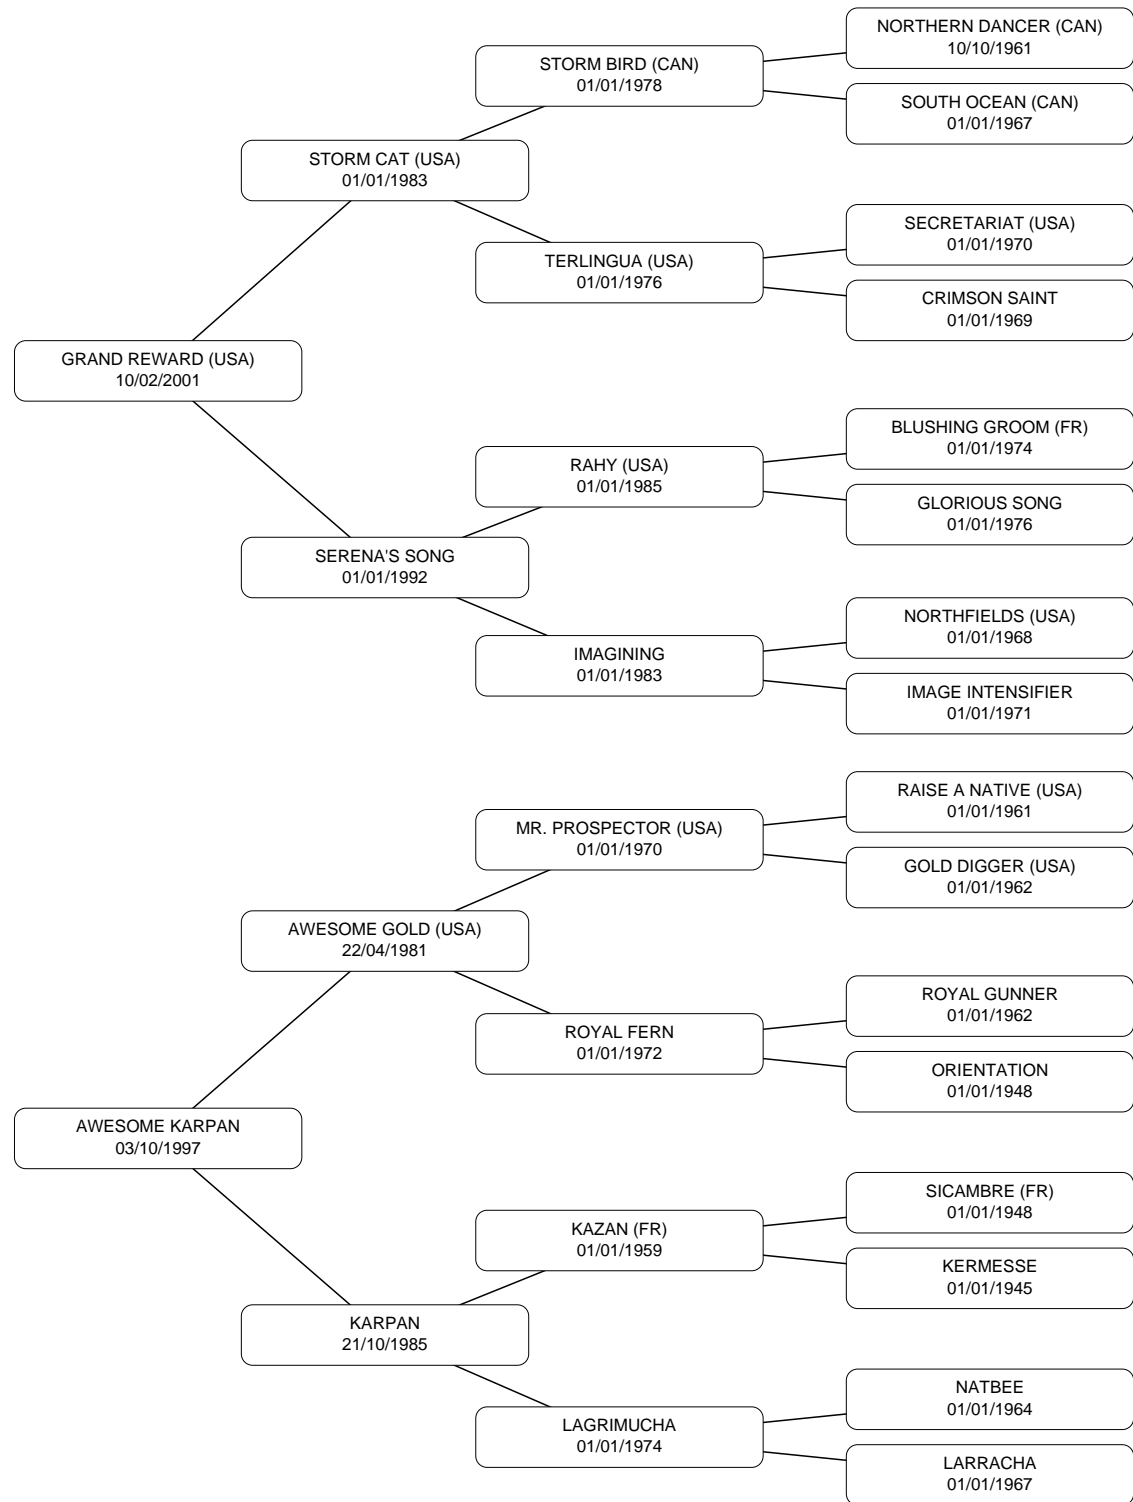 NORTHERN DANCER (CAN)
10/10/1961
STORM BIRD (CAN)
01/01/1978
SOUTH OCEAN (CAN)
01/01/1967
STORM CAT (USA)
01/01/1983
SECRETARIAT (USA)
01/01/1970
TERLINGUA (USA)
01/01/1976
CRIMSON SAINT
01/01/1969
GRAND REWARD (USA)
10/02/2001
BLUSHING GROOM (FR)
01/01/1974
RAHY (USA)
01/01/1985
GLORIOUS SONG
01/01/1976
SERENA'S SONG
01/01/1992
NORTHFIELDS (USA)
01/01/1968
IMAGINING
01/01/1983
IMAGE INTENSIFIER
01/01/1971
RAISE A NATIVE (USA)
01/01/1961
MR. PROSPECTOR (USA)
01/01/1970
GOLD DIGGER (USA)
01/01/1962
AWESOME GOLD (USA)
22/04/1981
ROYAL GUNNER
01/01/1962
ROYAL FERN
01/01/1972
ORIENTATION
01/01/1948
AWESOME KARPAN
03/10/1997
SICAMBRE (FR)
01/01/1948
KAZAN (FR)
01/01/1959
KERMESSE
01/01/1945
KARPAN
21/10/1985
NATBEE
01/01/1964
LAGRIMUCHA
01/01/1974
LARRACHA
01/01/1967